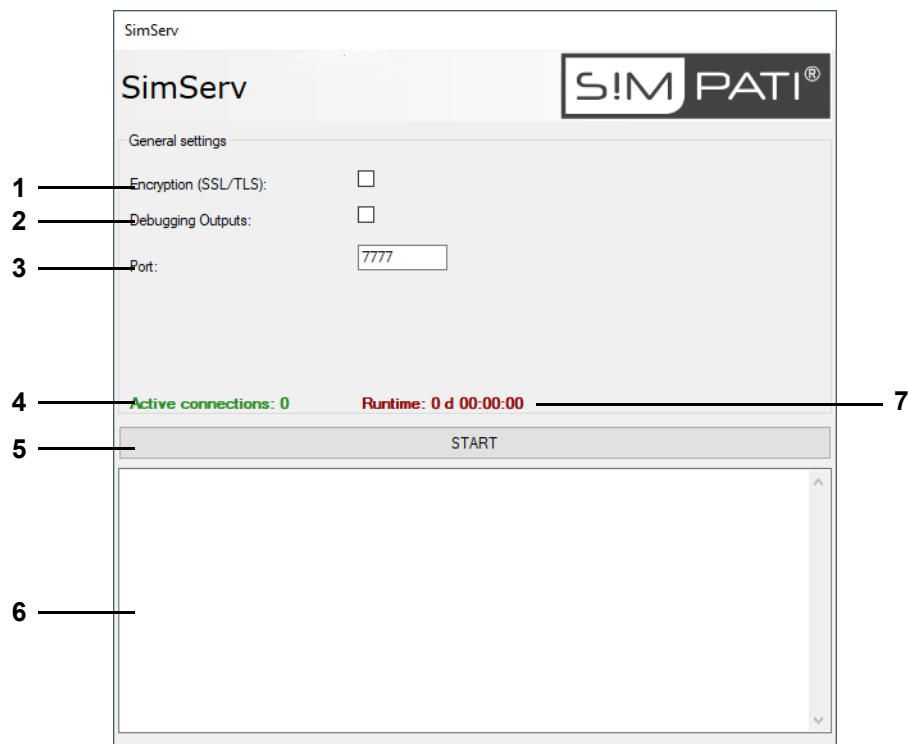 SimServ
SimServ
S!M PATI®
General settings
1 Encryption (SSL/TLS):
2 Debugging Outputs:
3 Port: 7777
4 Active connections: 0 Runtime: 0 d 00:00:00 7
5 START
6